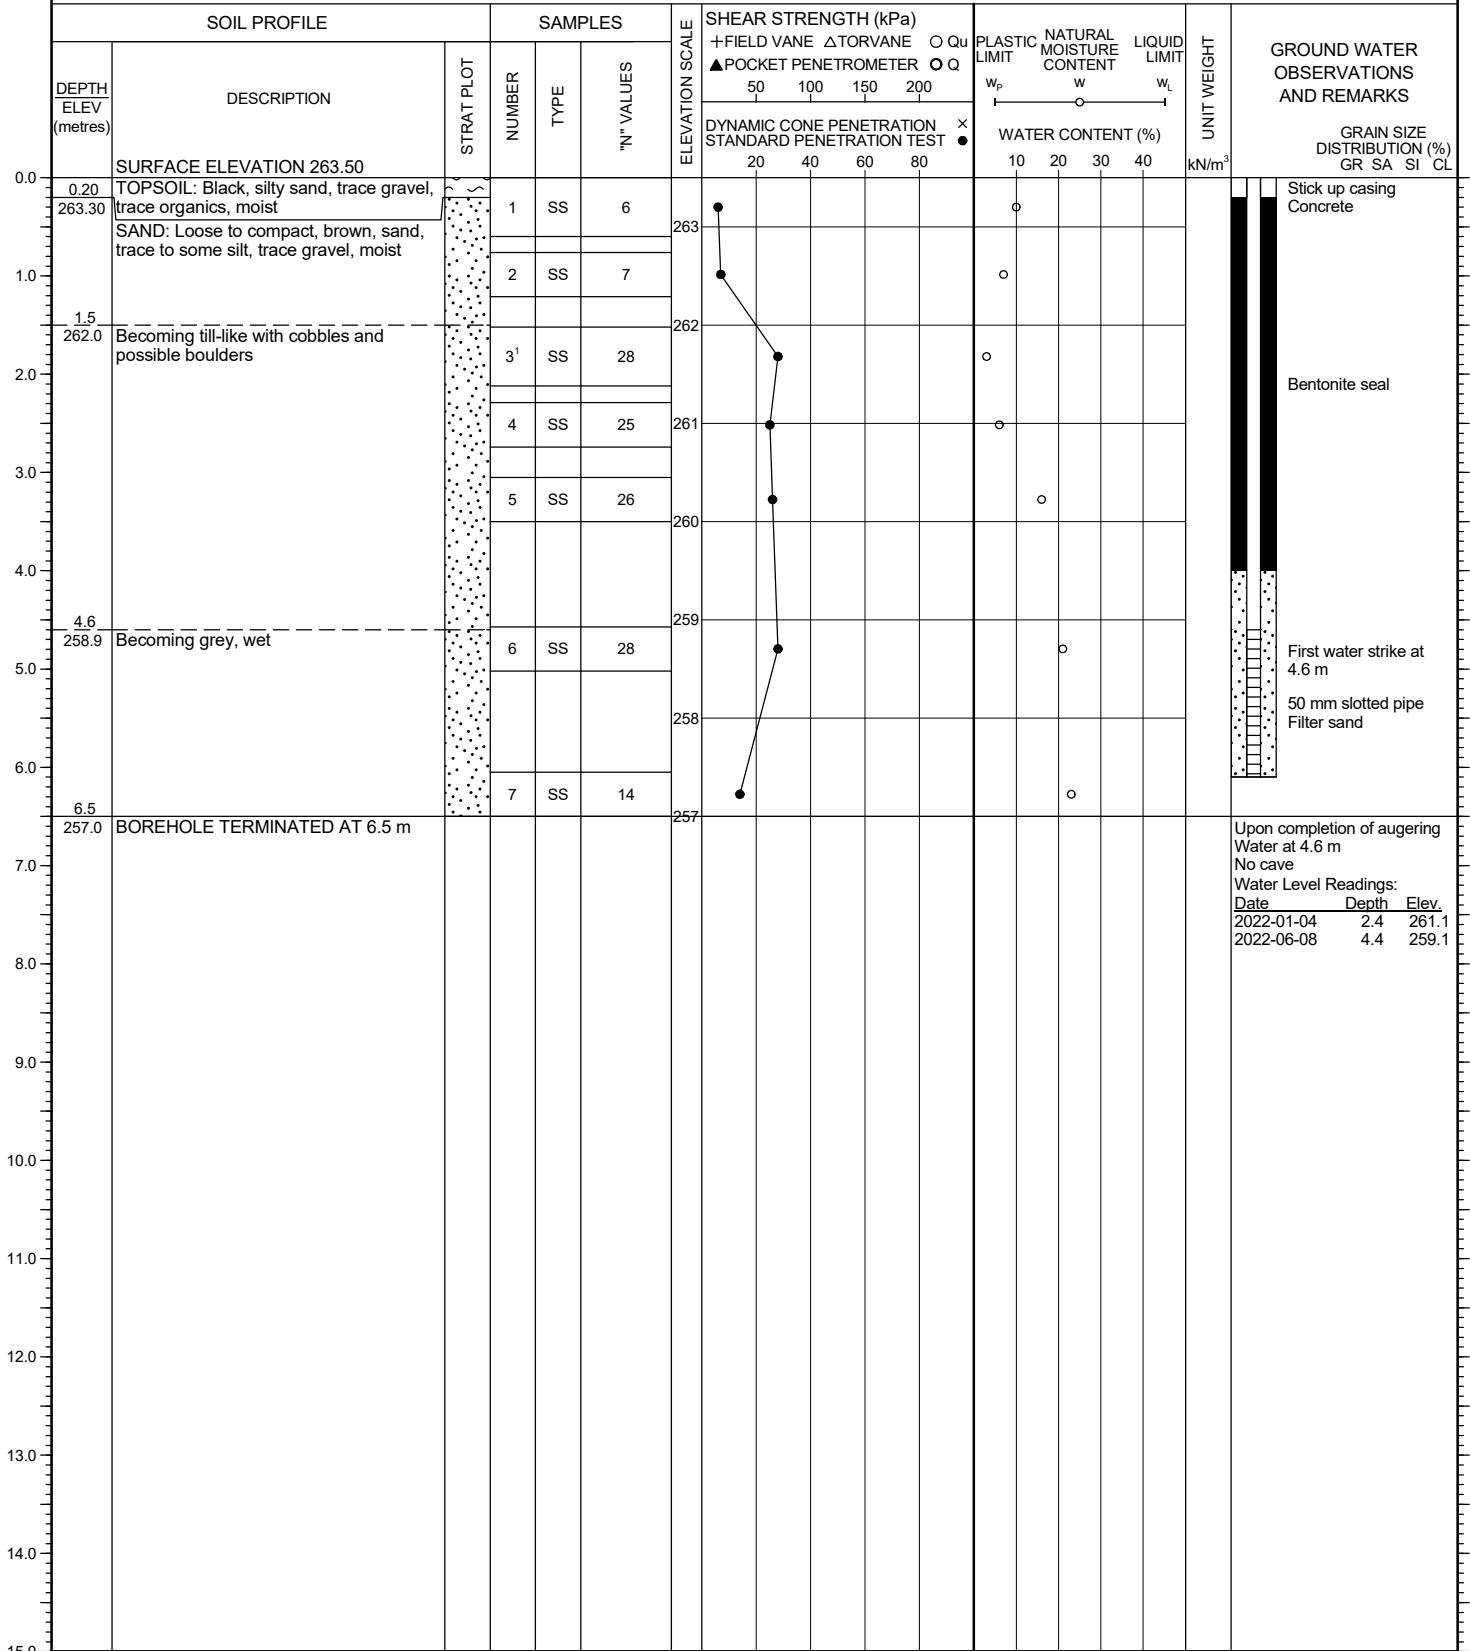 SOIL PROFILE
SAMPLES
DEPTH
ELEV
(metres)
DESCRIPTION
STRAT PLOT
NUMBER
TYPE
"N" VALUES
ELEVATION SCALE
SHEAR STRENGTH (kPa)
+FIELD VANE △TORVANE ○ Qu
▲POCKET PENETROMETER O Q
50 100 150 200
DYNAMIC CONE PENETRATION ×
STANDARD PENETRATION TEST ●
20 40 60 80
PLASTIC LIMIT
NATURAL MOISTURE CONTENT
LIQUID LIMIT
wP w wL
WATER CONTENT (%)
10 20 30 40
UNIT WEIGHT
kN/m³
GROUND WATER
OBSERVATIONS
AND REMARKS
GRAIN SIZE
DISTRIBUTION (%)
GR SA SI CL
SURFACE ELEVATION 263.50
0.0
0.20
263.30
TOPSOIL: Black, silty sand, trace gravel,
trace organics, moist
SAND: Loose to compact, brown, sand,
trace to some silt, trace gravel, moist
1 SS 6
263
Stick up casing
Concrete
1.0
2 SS 7
1.5
262.0
262
Becoming till-like with cobbles and
possible boulders
3¹ SS 28
2.0
Bentonite seal
4 SS 25
261
3.0
5 SS 26
260
4.0
4.6
258.9
259
Becoming grey, wet
6 SS 28
5.0
First water strike at
4.6 m
50 mm slotted pipe
Filter sand
258
6.0
7 SS 14
6.5
257.0
257
BOREHOLE TERMINATED AT 6.5 m
Upon completion of augering
Water at 4.6 m
No cave
Water Level Readings:
Date Depth Elev.
2022-01-04 2.4 261.1
2022-06-08 4.4 259.1
7.0
8.0
9.0
10.0
11.0
12.0
13.0
14.0
15.0